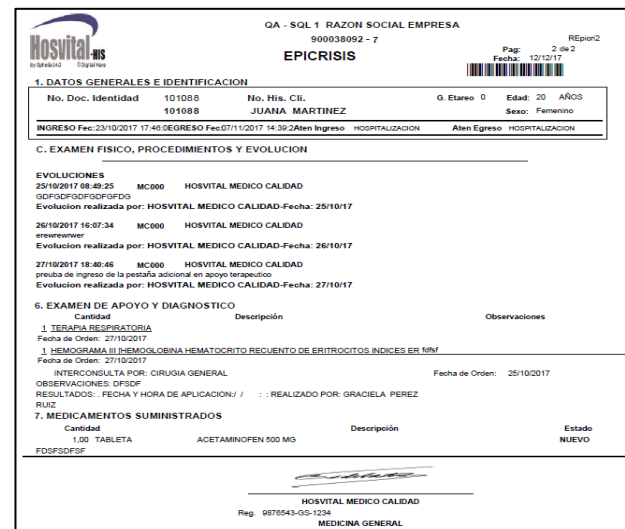 Hosvital-HIS
by Ophelia24.0 ©Digital Ware
QA - SQL 1 RAZON SOCIAL EMPRESA
900038092 - 7
EPICRISIS
REpicri2
Pag: 2 de 2
Fecha: 12/12/17
1. DATOS GENERALES E IDENTIFICACION
No. Doc. Identidad 101088 No. His. Cli. G. Etareo 0 Edad: 20 AÑOS
101088 JUANA MARTINEZ Sexo: Femenino
INGRESO Fec:23/10/2017 17:46:0EGRESO Fec:07/11/2017 14:39:2Aten Ingreso HOSPITALIZACION Aten Egreso HOSPITALIZACION
C. EXAMEN FISICO, PROCEDIMIENTOS Y EVOLUCION
EVOLUCIONES
25/10/2017 08:49:25 MC000 HOSVITAL MEDICO CALIDAD
GDFGDFGDFGDFGFDG
Evolucion realizada por: HOSVITAL MEDICO CALIDAD-Fecha: 25/10/17
26/10/2017 16:07:34 MC000 HOSVITAL MEDICO CALIDAD
erewrewrwer
Evolucion realizada por: HOSVITAL MEDICO CALIDAD-Fecha: 26/10/17
27/10/2017 18:40:46 MC000 HOSVITAL MEDICO CALIDAD
preuba de ingreso de la pestaña adicional en apoyo terapeutico
Evolucion realizada por: HOSVITAL MEDICO CALIDAD-Fecha: 27/10/17
6. EXAMEN DE APOYO Y DIAGNOSTICO
Cantidad Descripción Observaciones
1 TERAPIA RESPIRATORIA
Fecha de Orden: 27/10/2017
1 HEMOGRAMA III [HEMOGLOBINA HEMATOCRITO RECUENTO DE ERITROCITOS INDICES ER fdfsf
Fecha de Orden: 27/10/2017
INTERCONSULTA POR: CIRUGIA GENERAL Fecha de Orden: 25/10/2017
OBSERVACIONES: DFSDF
RESULTADOS: . FECHA Y HORA DE APLICACION:/ / : : REALIZADO POR: GRACIELA PEREZ
RUIZ
7. MEDICAMENTOS SUMINISTRADOS
Cantidad Descripción Estado
1,00 TABLETA ACETAMINOFEN 500 MG NUEVO
FDSFSDFSF
HOSVITAL MEDICO CALIDAD
Reg. 9876543-GS-1234
MEDICINA GENERAL